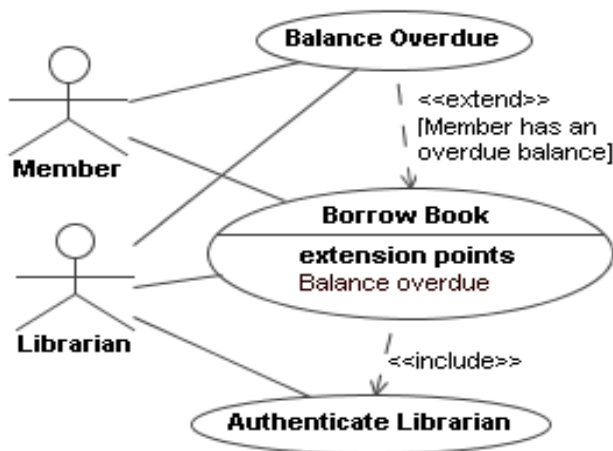 Balance Overdue
<<extend>>
[Member has an
overdue balance]
Member
Borrow Book
extension points
Balance overdue
Librarian
<<include>>
Authenticate Librarian